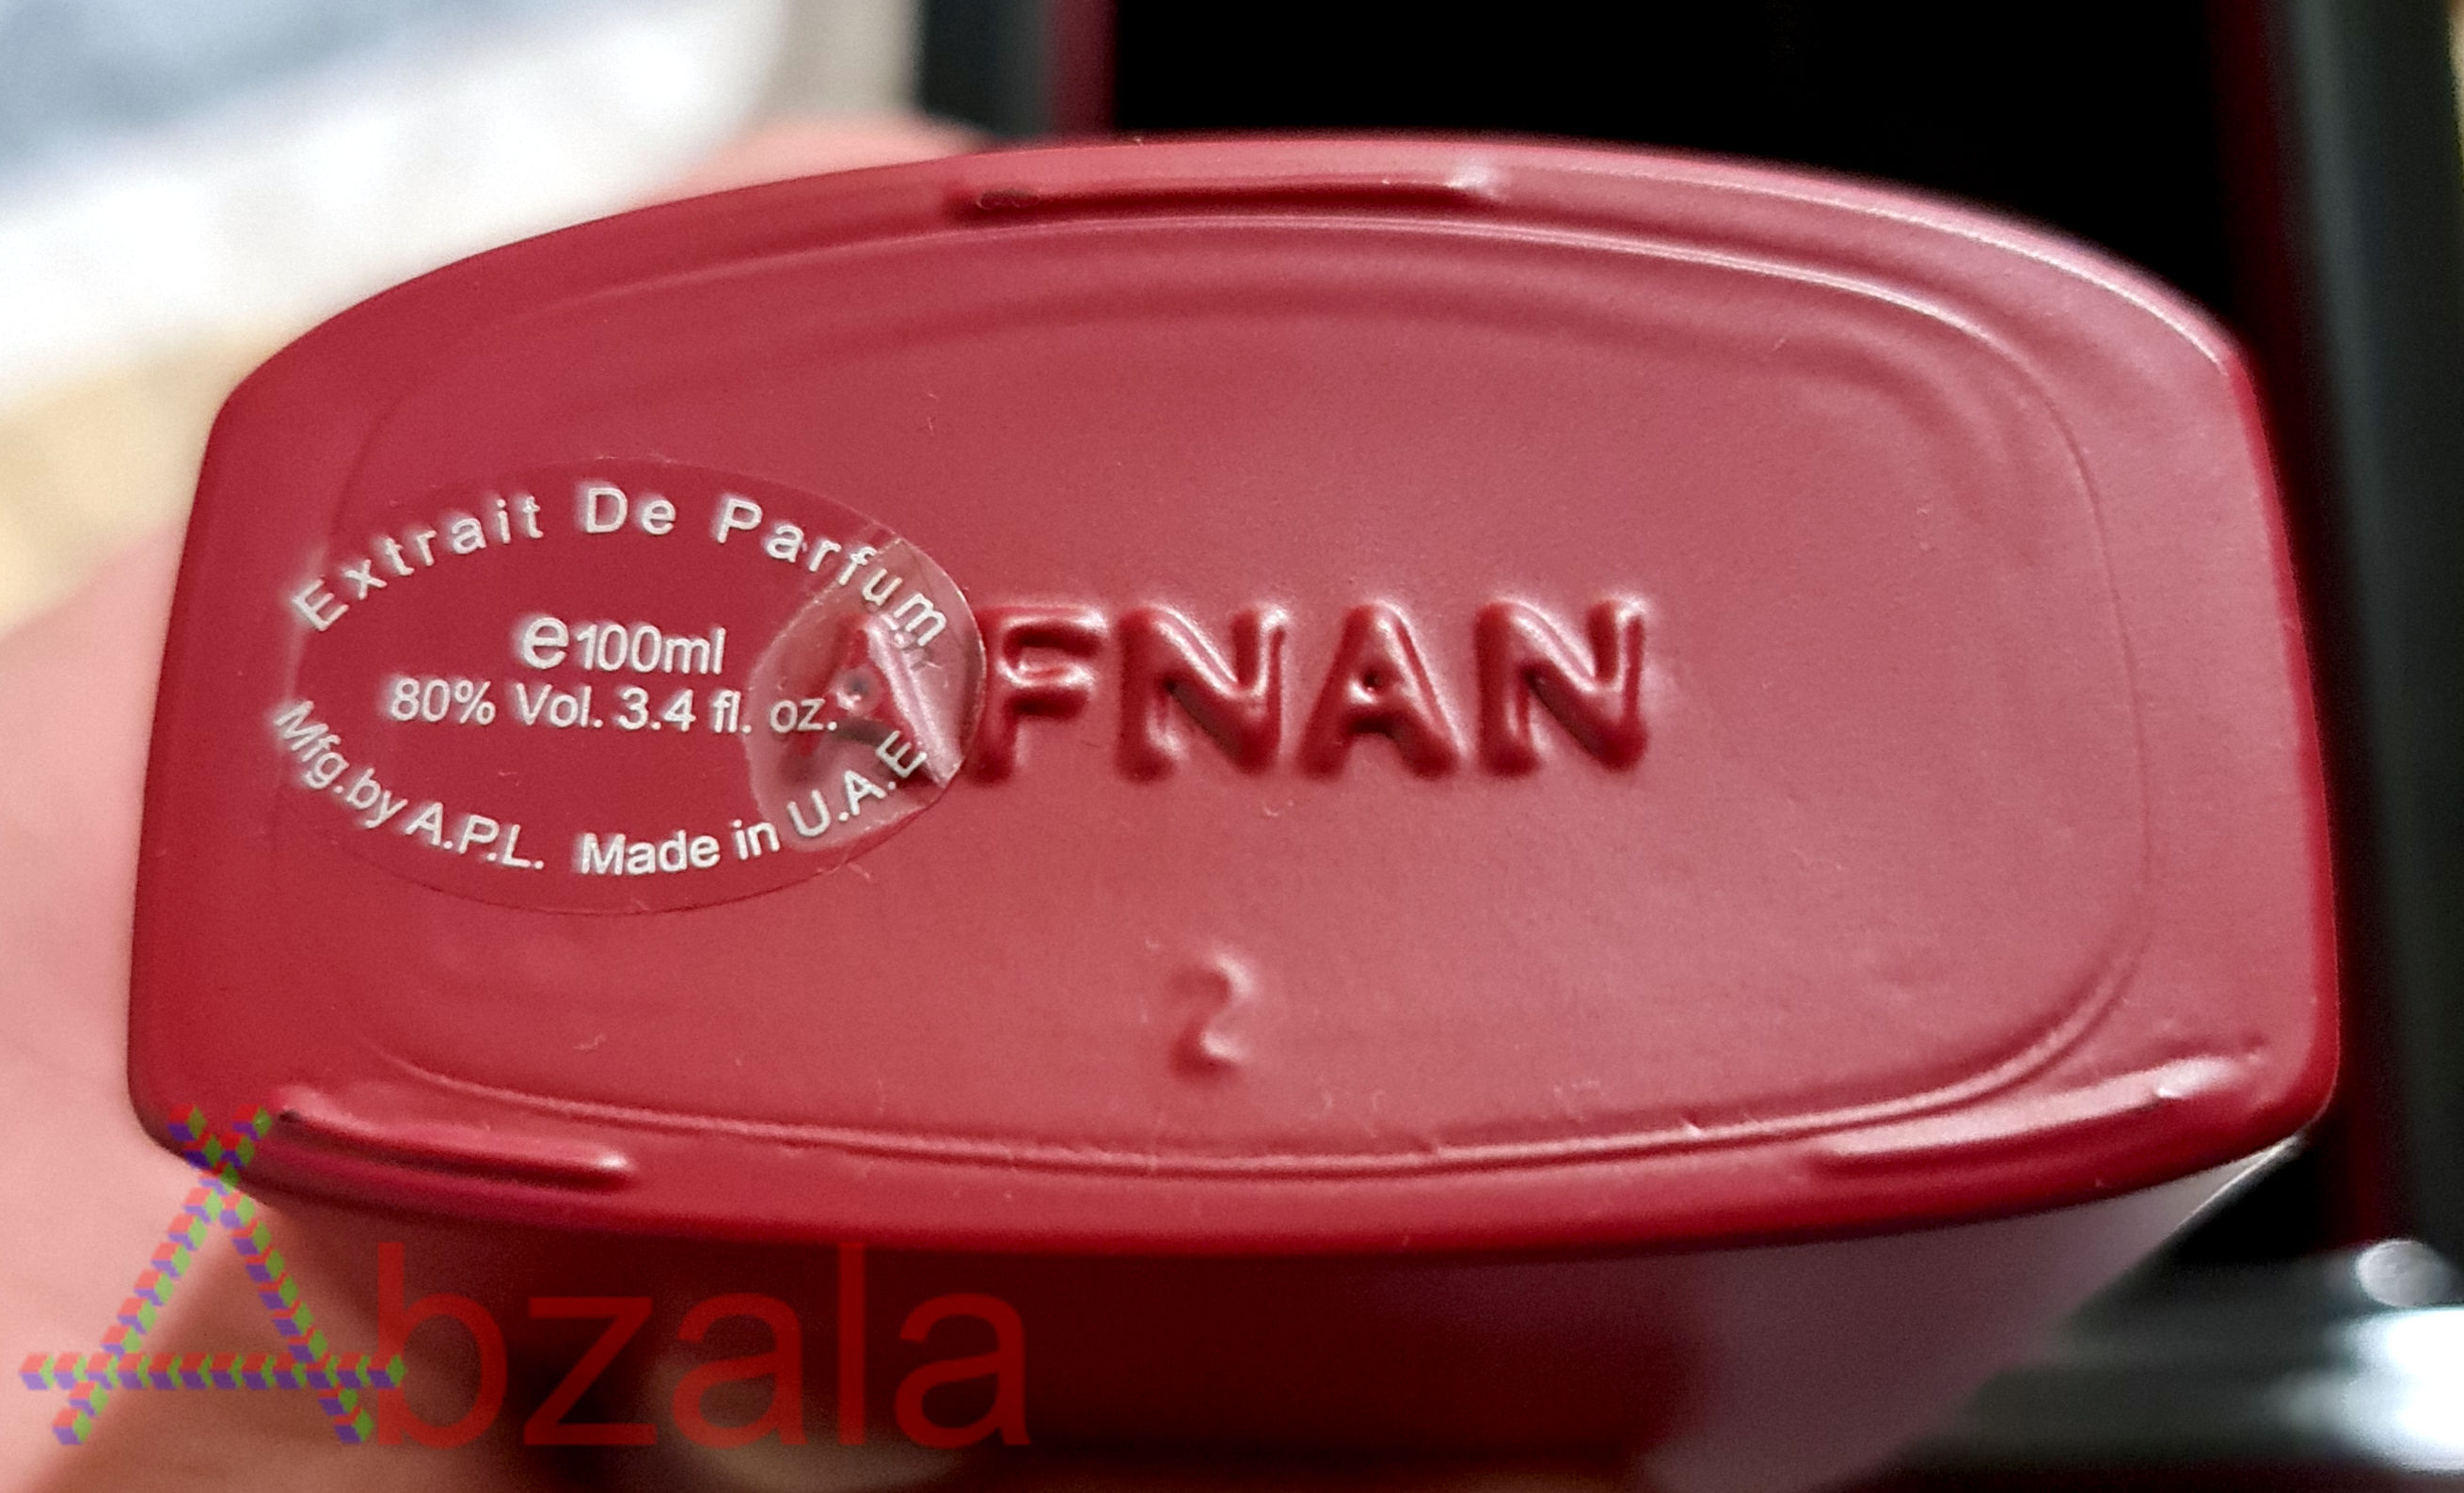 Extrait De Parfum
e100ml
80% Vol. 3.4 fl. oz.
Mfg.by A.P.L. Made in U.A.E
AFNAN
2
Abzala